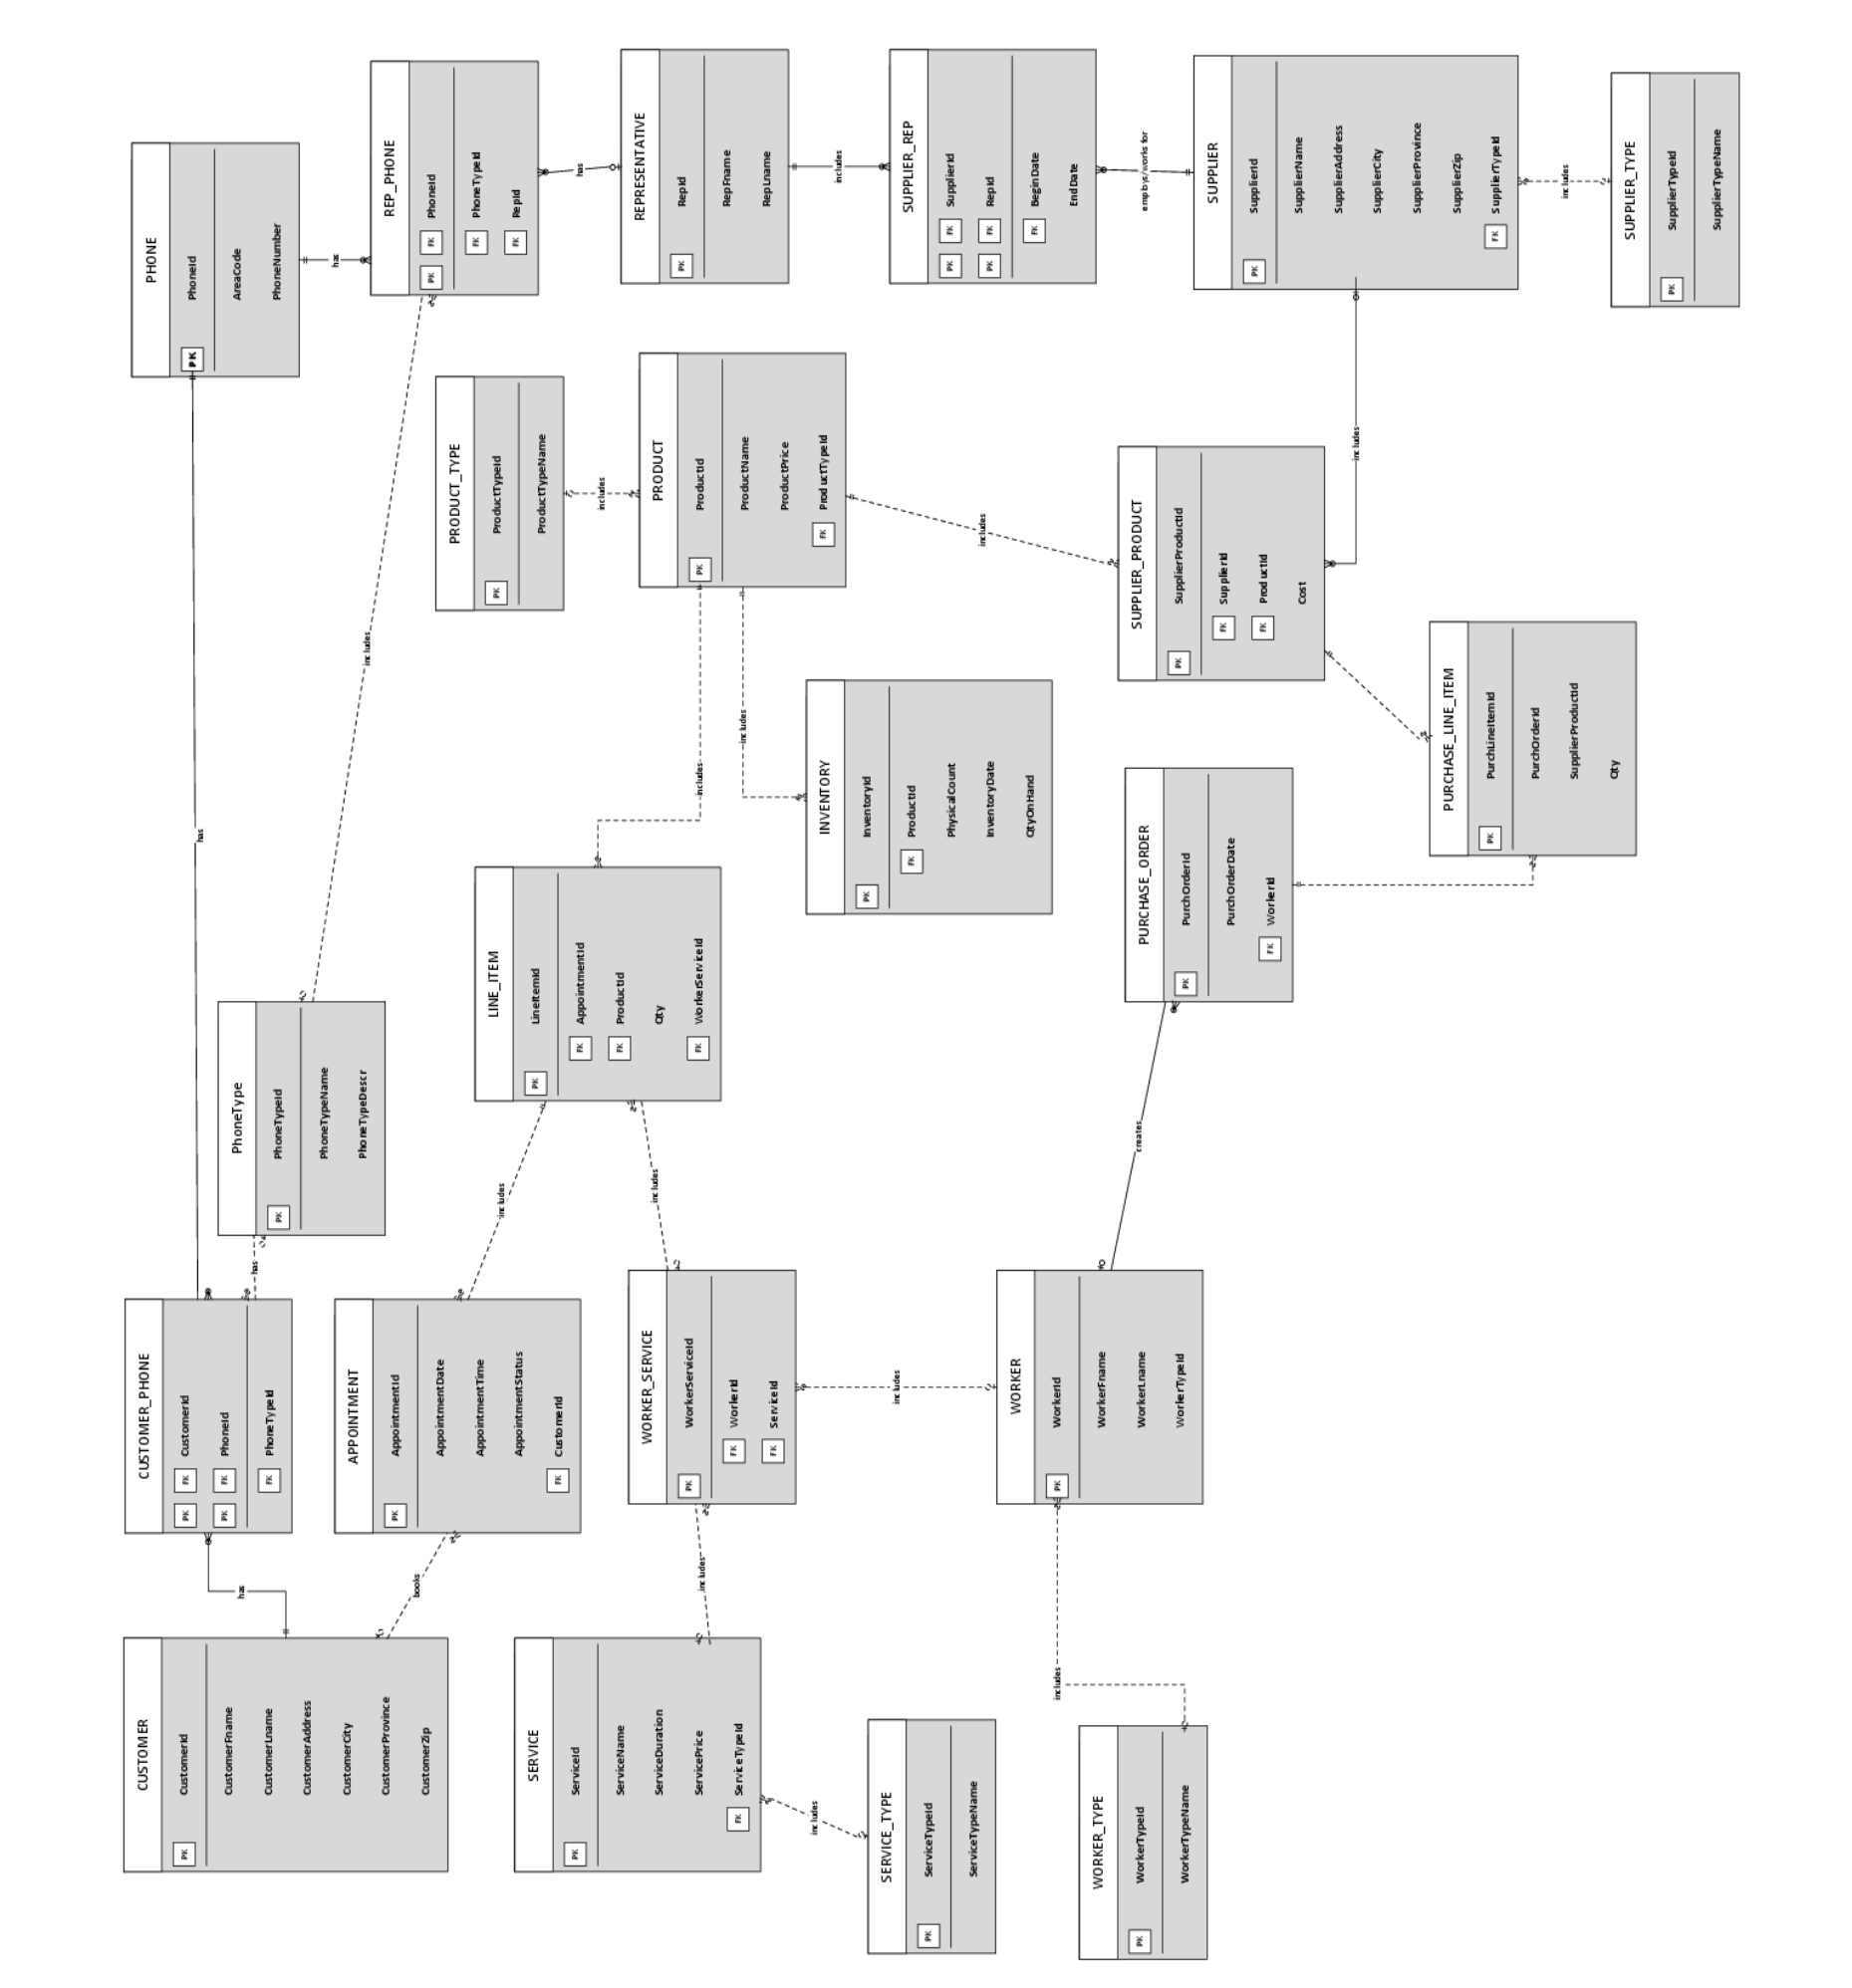 CUSTOMER
PK CustomerId
CustomerFname
CustomerLname
CustomerAddress
CustomerCity
CustomerProvince
CustomerZip
has
books
CUSTOMER_PHONE
PK FK CustomerId
PK FK PhoneId
FK PhoneTypeId
has
has
PhoneType
PK PhoneTypeId
PhoneTypeName
PhoneTypeDescr
includes
PHONE
PK PhoneId
AreaCode
PhoneNumber
has
REP_PHONE
PK FK PhoneId
FK PhoneTypeId
FK RepId
has
APPOINTMENT
PK AppointmentId
AppointmentDate
AppointmentTime
AppointmentStatus
FK CustomerId
includes
LINE_ITEM
PK LineItemId
FK AppointmentId
FK ProductId
Qty
FK WorkerServiceId
includes
includes
PRODUCT_TYPE
PK ProductTypeId
ProductTypeName
includes
PRODUCT
PK ProductId
ProductName
ProductPrice
FK ProductTypeId
includes
includes
REPRESENTATIVE
PK RepId
RepFname
RepLname
includes
SERVICE
PK ServiceId
ServiceName
ServiceDuration
ServicePrice
FK ServiceTypeId
includes
includes
WORKER_SERVICE
PK WorkerServiceId
FK WorkerId
FK ServiceId
includes
INVENTORY
PK InventoryId
FK ProductId
PhysicalCount
InventoryDate
QtyOnHand
SUPPLIER_REP
PK FK SupplierId
PK FK RepId
FK BeginDate
EndDate
employs/works for
SERVICE_TYPE
PK ServiceTypeId
ServiceTypeName
WORKER
PK WorkerId
WorkerFname
WorkerLname
WorkerTypeId
includes
creates
WORKER_TYPE
PK WorkerTypeId
WorkerTypeName
PURCHASE_ORDER
PK PurchOrderId
PurchOrderDate
FK WorkerId
SUPPLIER_PRODUCT
PK SupplierProductId
FK SupplierId
FK ProductId
Cost
includes
SUPPLIER
PK SupplierId
SupplierName
SupplierAddress
SupplierCity
SupplierProvince
SupplierZip
FK SupplierTypeId
includes
PURCHASE_LINE_ITEM
PK PurchLineItemId
PurchOrderId
SupplierProductId
Qty
SUPPLIER_TYPE
PK SupplierTypeId
SupplierTypeName